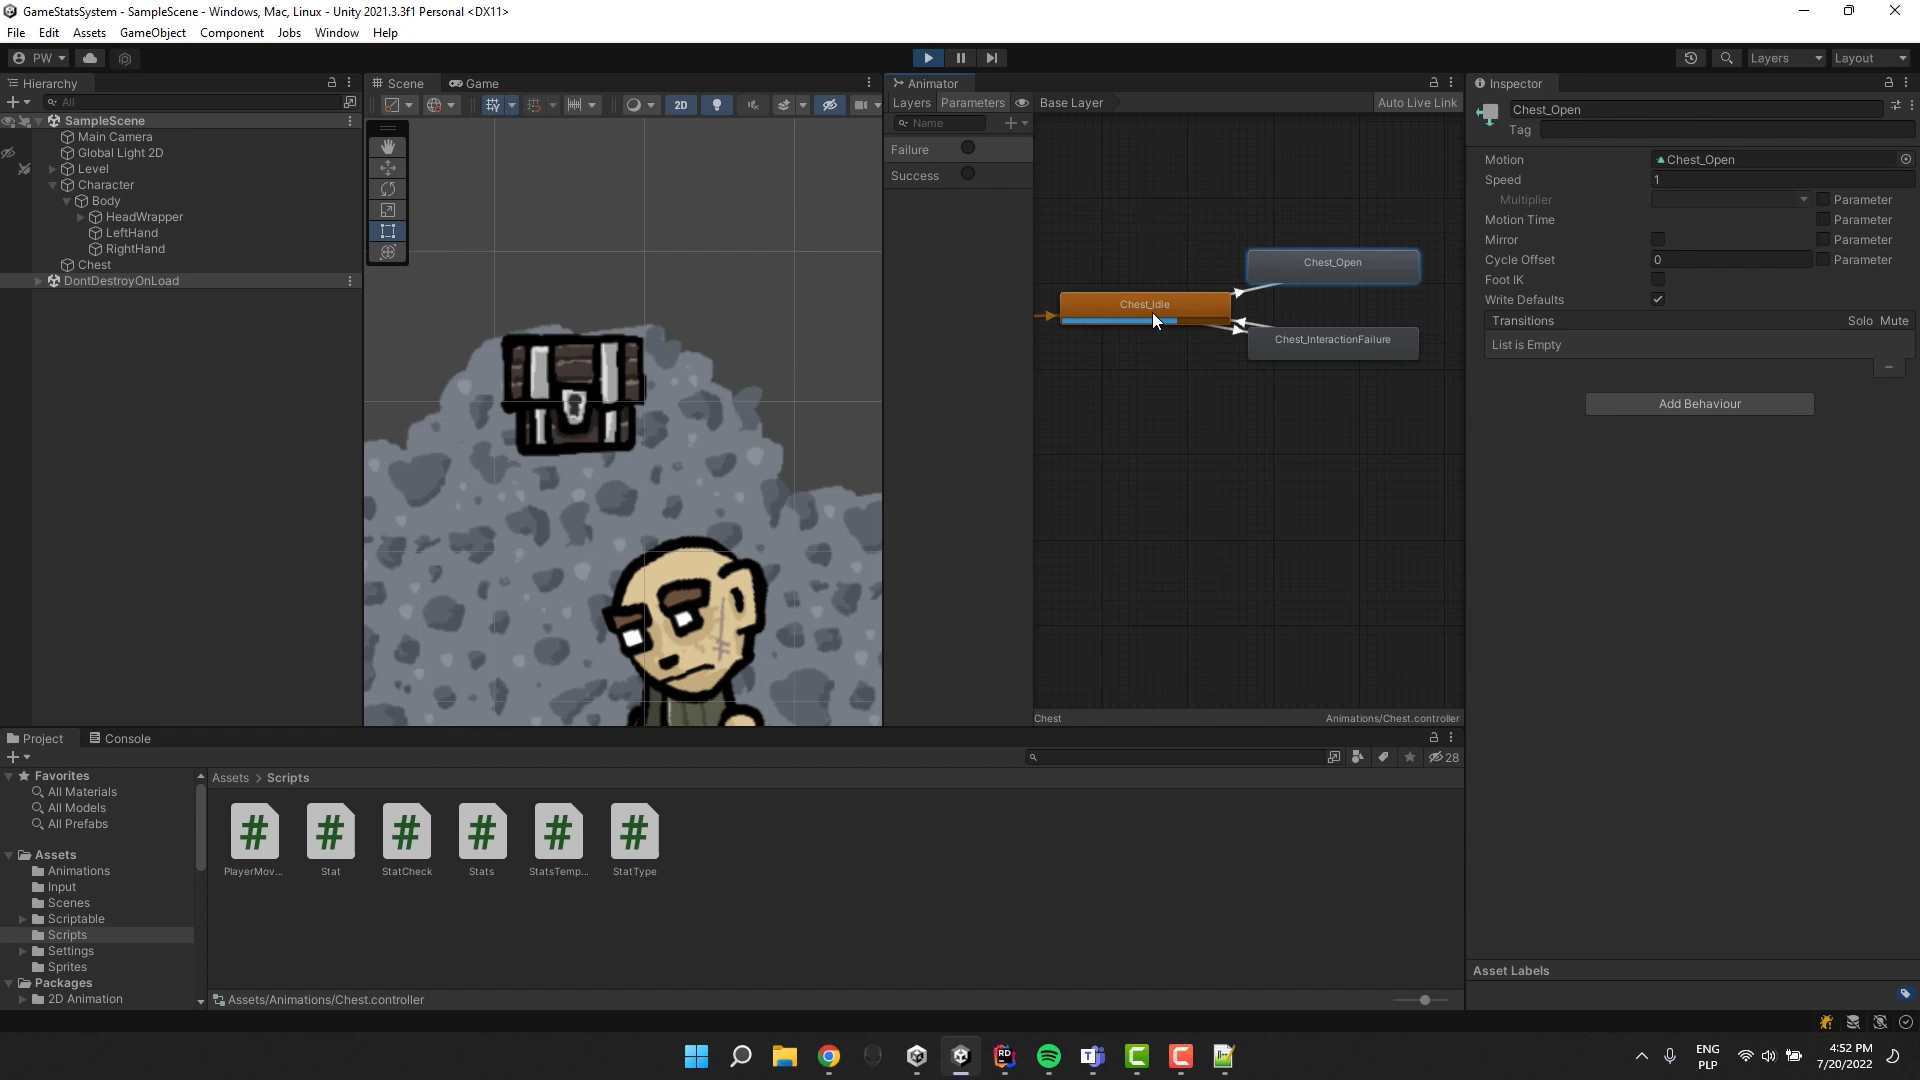 GameStatsSystem - SampleScene - Windows, Mac, Linux - Unity 2021.3.3f1 Personal <DX11>
File Edit Assets GameObject Component Jobs Window Help
PW
Layers
Layout
Hierarchy
All
SampleScene
Main Camera
Global Light 2D
Level
Character
Body
HeadWrapper
LeftHand
RightHand
Chest
DontDestroyOnLoad
Scene
Game
2D
Animator
Layers Parameters
Base Layer
Auto Live Link
Name
Failure
Success
Chest_Open
Chest_Idle
Chest_InteractionFailure
Chest
Animations/Chest.controller
Inspector
Chest_Open
Tag
Motion Chest_Open
Speed 1
Multiplier Parameter
Motion Time Parameter
Mirror Parameter
Cycle Offset 0 Parameter
Foot IK
Write Defaults
Transitions Solo Mute
List is Empty
Add Behaviour
Asset Labels
Project
Console
28
Favorites
All Materials
All Models
All Prefabs
Assets
Animations
Input
Scenes
Scriptable
Scripts
Settings
Sprites
Packages
2D Animation
Assets > Scripts
PlayerMov... Stat StatCheck Stats StatsTemp... StatType
Assets/Animations/Chest.controller
RD
ENG
PLP
4:52 PM
7/20/2022